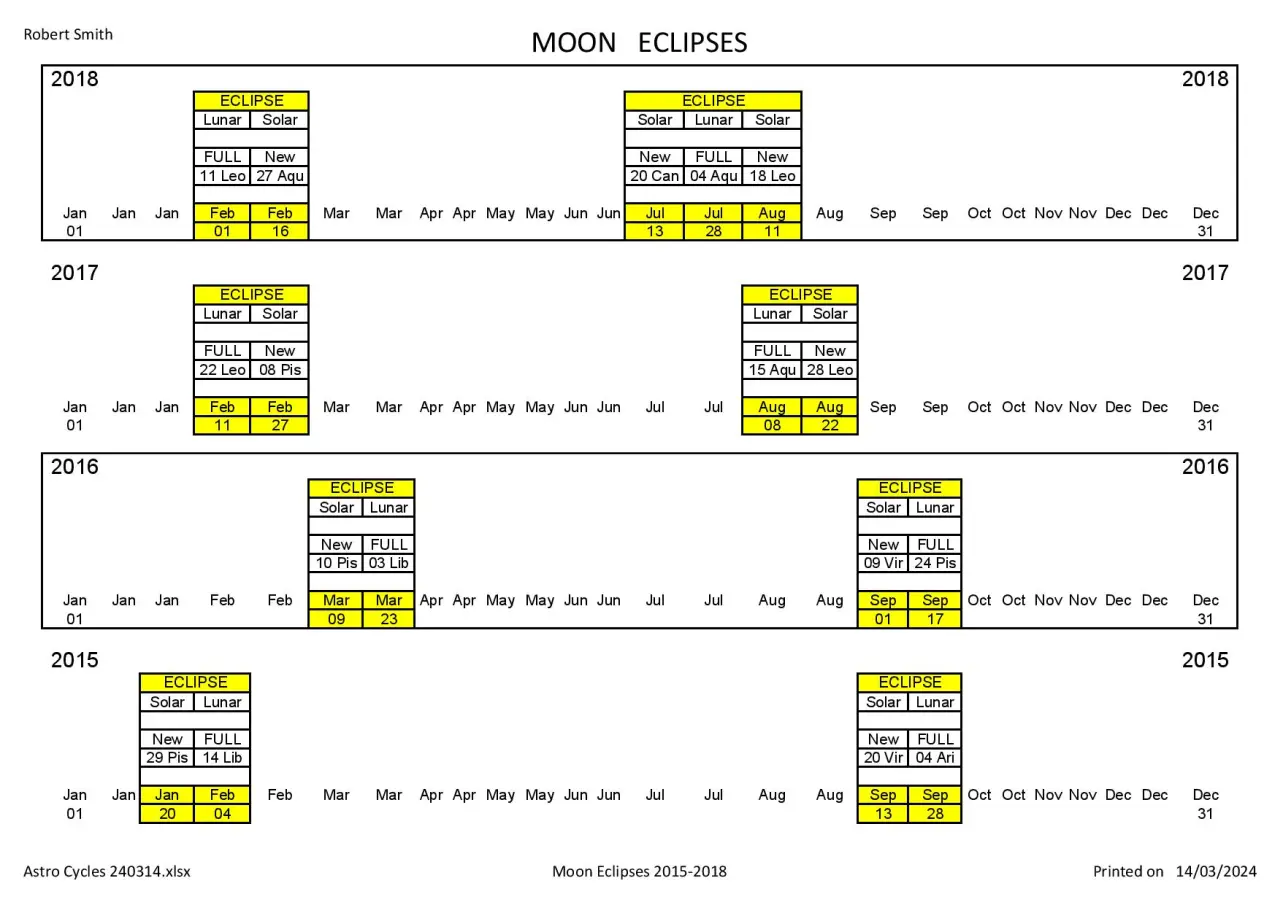 Robert Smith
MOON ECLIPSES
2018 2018
ECLIPSE ECLIPSE
Lunar Solar Solar Lunar Solar
FULL New New FULL New
11 Leo 27 Aqu 20 Can 04 Aqu 18 Leo
Jan Jan Jan Feb Feb Mar Mar Apr Apr May May Jun Jun Jul Jul Aug Aug Sep Sep Oct Oct Nov Nov Dec Dec Dec
01 01 16 13 28 11 31
2017 2017
ECLIPSE ECLIPSE
Lunar Solar Lunar Solar
FULL New FULL New
22 Leo 08 Pis 15 Aqu 28 Leo
Jan Jan Jan Feb Feb Mar Mar Apr Apr May May Jun Jun Jul Jul Aug Aug Sep Sep Oct Oct Nov Nov Dec Dec Dec
01 11 27 08 22 31
2016 2016
ECLIPSE ECLIPSE
Solar Lunar Solar Lunar
New FULL New FULL
10 Pis 03 Lib 09 Vir 24 Pis
Jan Jan Jan Feb Feb Mar Mar Apr Apr May May Jun Jun Jul Jul Aug Aug Sep Sep Oct Oct Nov Nov Dec Dec Dec
01 09 23 01 17 31
2015 2015
ECLIPSE ECLIPSE
Solar Lunar Solar Lunar
New FULL New FULL
29 Pis 14 Lib 20 Vir 04 Ari
Jan Jan Jan Feb Feb Mar Mar Apr Apr May May Jun Jun Jul Jul Aug Aug Sep Sep Oct Oct Nov Nov Dec Dec Dec
01 20 04 13 28 31
Astro Cycles 240314.xlsx Moon Eclipses 2015-2018 Printed on 14/03/2024